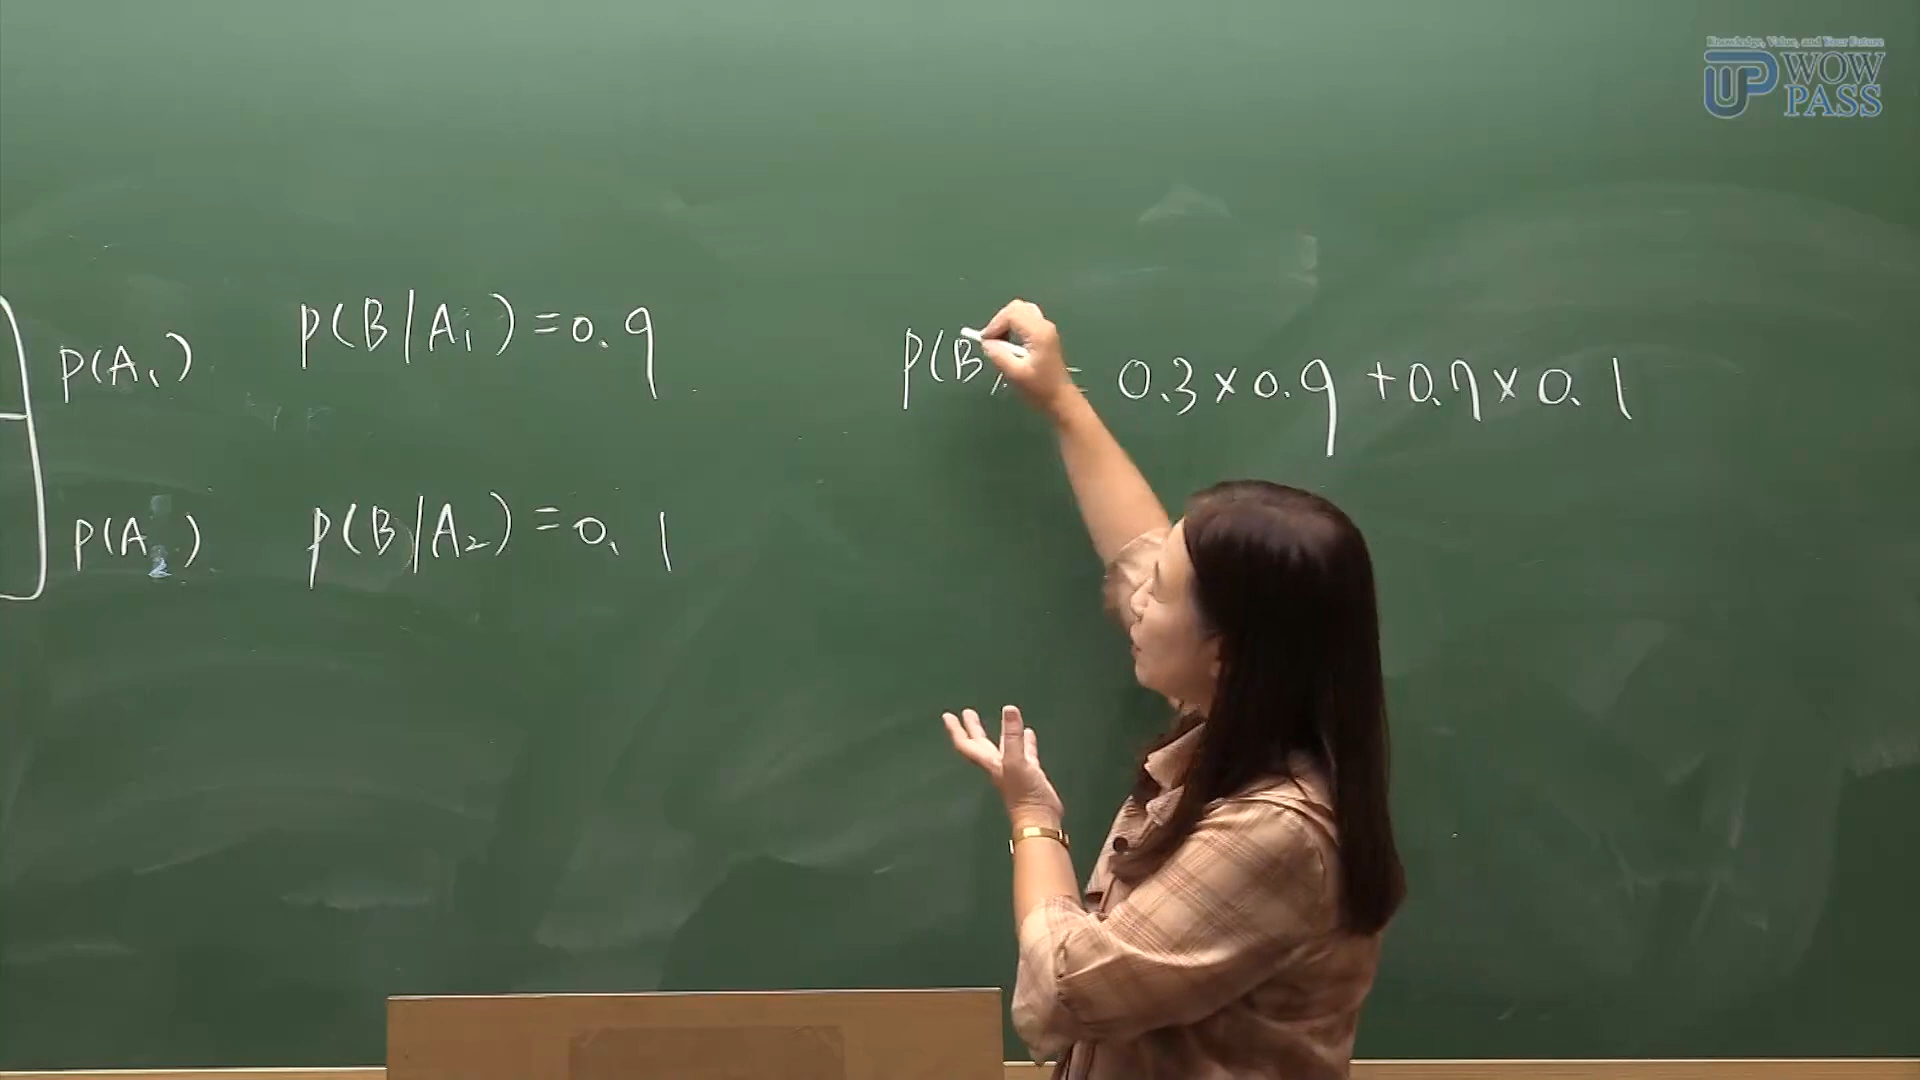 Knowledge, Value, and Your Future
UP WOW PASS
P(A₁) P(B/A₁)=0.9
P(A₂) P(B/A₂)=0.1
P(B) = 0.3×0.9+0.7×0.1